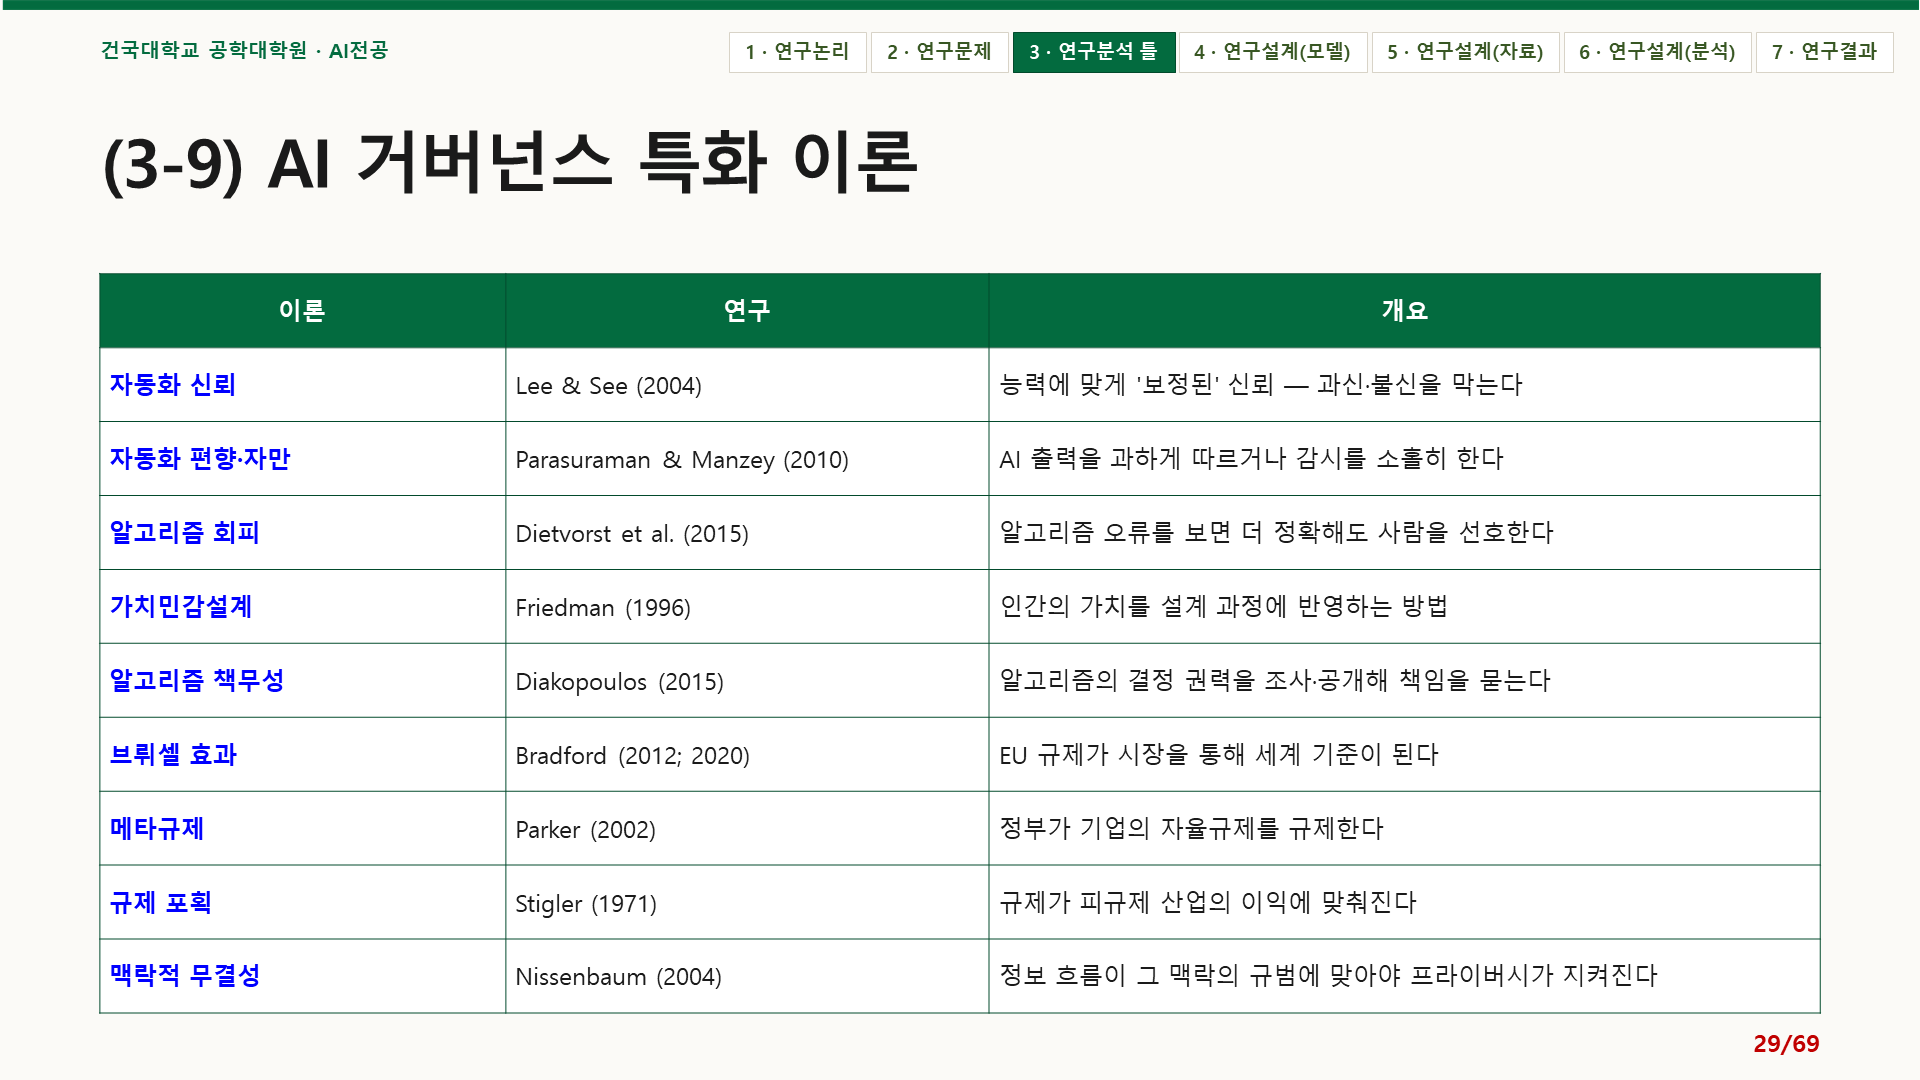 건국대학교 공학대학원 · AI전공
1 · 연구논리
2 · 연구문제
3 · 연구분석 틀
4 · 연구설계(모델)
5 · 연구설계(자료)
6 · 연구설계(분석)
7 · 연구결과
(3-9) AI 거버넌스 특화 이론
이론 연구 개요
자동화 신뢰 Lee & See (2004) 능력에 맞게 '보정된' 신뢰 — 과신·불신을 막는다
자동화 편향·자만 Parasuraman & Manzey (2010) AI 출력을 과하게 따르거나 감시를 소홀히 한다
알고리즘 회피 Dietvorst et al. (2015) 알고리즘 오류를 보면 더 정확해도 사람을 선호한다
가치민감설계 Friedman (1996) 인간의 가치를 설계 과정에 반영하는 방법
알고리즘 책무성 Diakopoulos (2015) 알고리즘의 결정 권력을 조사·공개해 책임을 묻는다
브뤼셀 효과 Bradford (2012; 2020) EU 규제가 시장을 통해 세계 기준이 된다
메타규제 Parker (2002) 정부가 기업의 자율규제를 규제한다
규제 포획 Stigler (1971) 규제가 피규제 산업의 이익에 맞춰진다
맥락적 무결성 Nissenbaum (2004) 정보 흐름이 그 맥락의 규범에 맞아야 프라이버시가 지켜진다
29/69